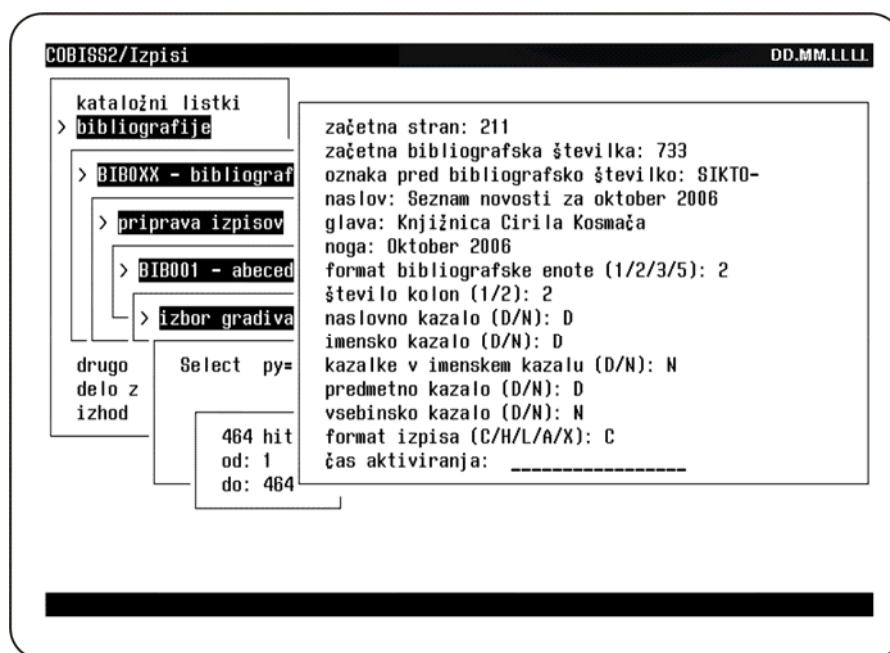 COBISS2/Izpisi DD.MM.LLLL
kataložni listki
> bibliografije
> BIB0XX - bibliograf
> priprava izpisov
> BIB001 - abeced
> izbor gradiva
drugo
delo z
izhod
Select py=
464 hit
od: 1
do: 464
začetna stran: 211
začetna bibliografska številka: 733
oznaka pred bibliografsko številko: SIKTO-
naslov: Seznam novosti za oktober 2006
glava: Knjižnica Cirila Kosmača
noga: Oktober 2006
format bibliografske enote (1/2/3/5): 2
število kolon (1/2): 2
naslovno kazalo (D/N): D
imensko kazalo (D/N): D
kazalke v imenskem kazalu (D/N): N
predmetno kazalo (D/N): D
vsebinsko kazalo (D/N): N
format izpisa (C/H/L/A/X): C
čas aktiviranja: ________________